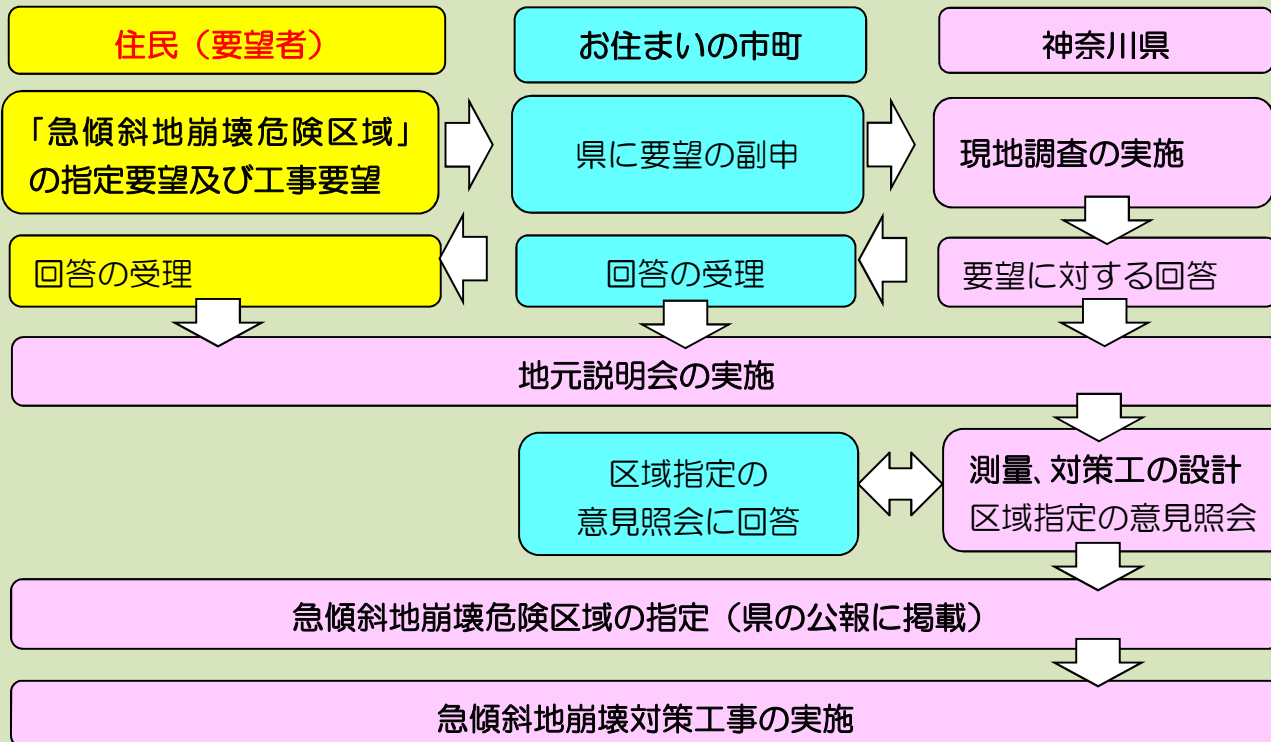 住民（要望者）
お住まいの市町
神奈川県
「急傾斜地崩壊危険区域」
の指定要望及び工事要望
県に要望の副申
現地調査の実施
回答の受理
回答の受理
要望に対する回答
地元説明会の実施
区域指定の
意見照会に回答
測量、対策工の設計
区域指定の意見照会
急傾斜地崩壊危険区域の指定（県の公報に掲載）
急傾斜地崩壊対策工事の実施